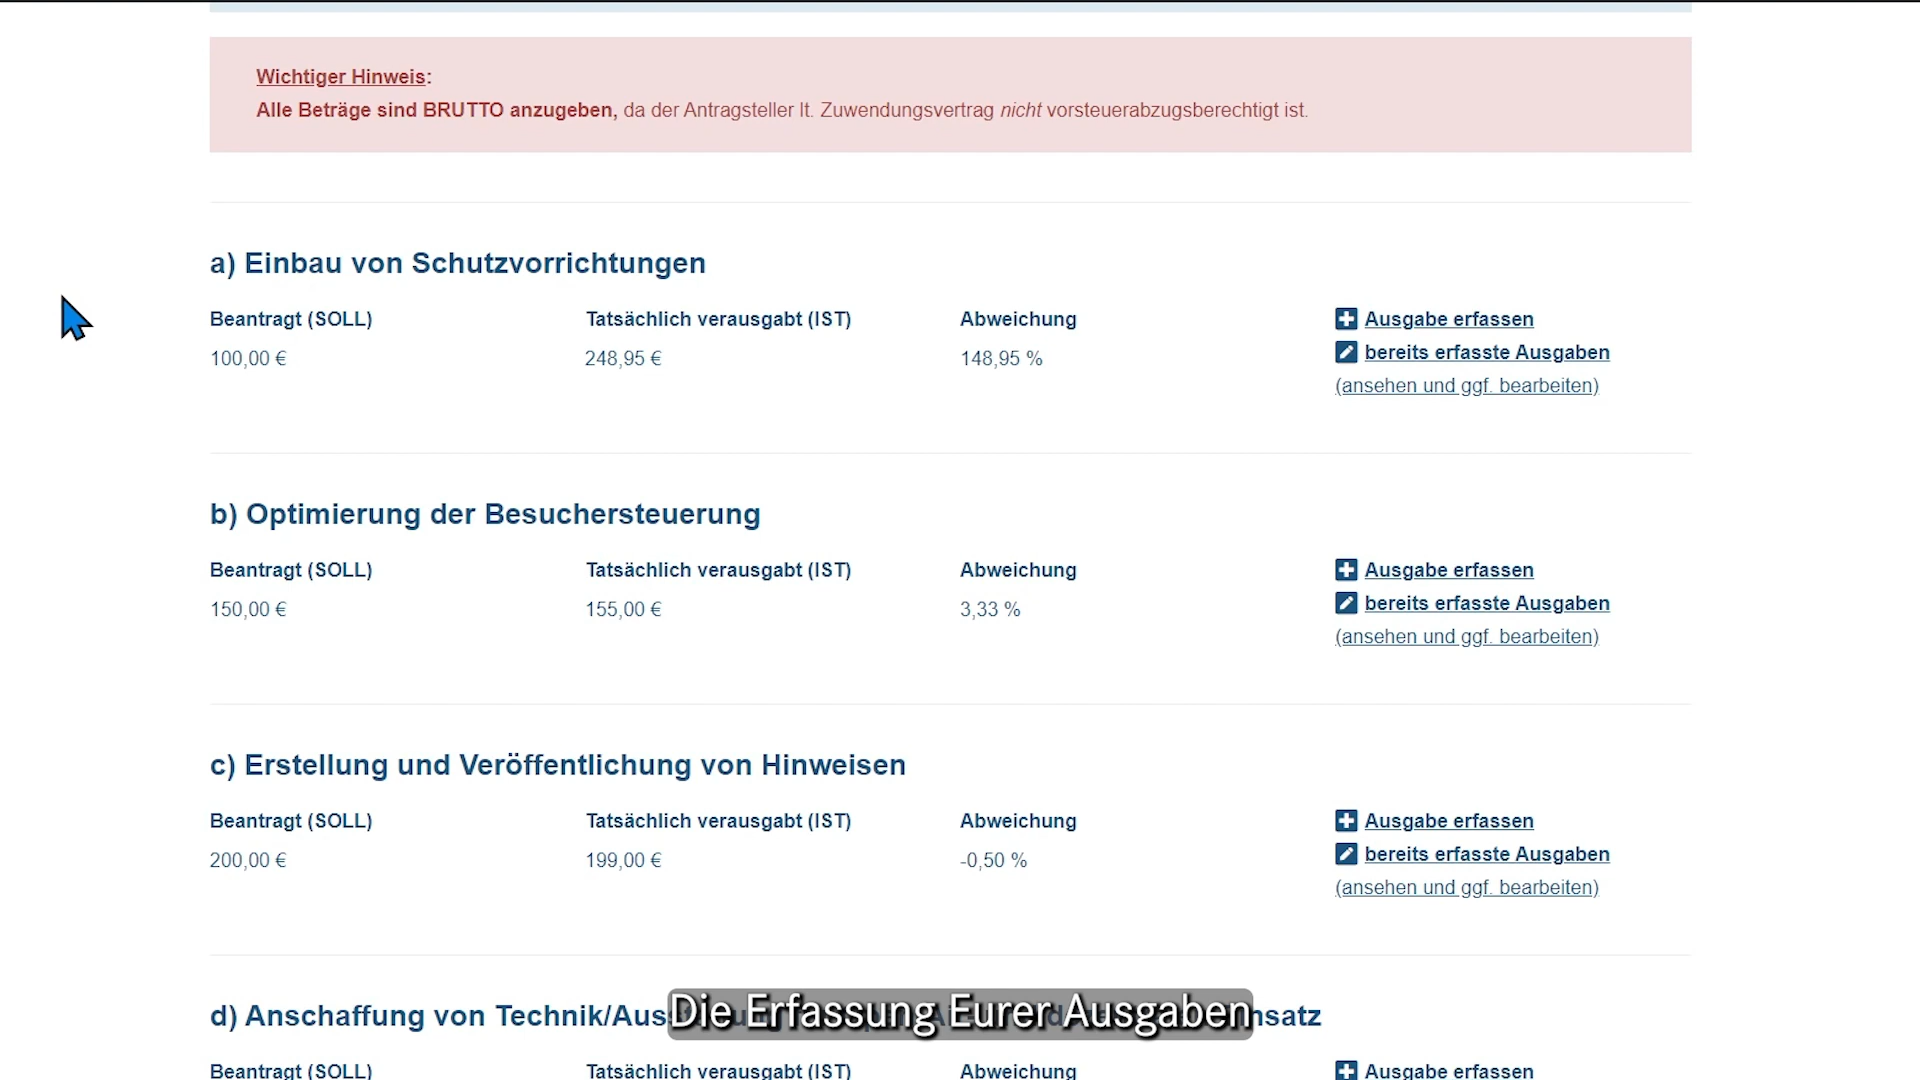 Wichtiger Hinweis:
Alle Beträge sind BRUTTO anzugeben, da der Antragsteller lt. Zuwendungsvertrag nicht vorsteuerabzugsberechtigt ist.
a) Einbau von Schutzvorrichtungen
Beantragt (SOLL) Tatsächlich verausgabt (IST) Abweichung Ausgabe erfassen
100,00 € 248,95 € 148,95 % bereits erfasste Ausgaben
(ansehen und ggf. bearbeiten)
b) Optimierung der Besuchersteuerung
Beantragt (SOLL) Tatsächlich verausgabt (IST) Abweichung Ausgabe erfassen
150,00 € 155,00 € 3,33 % bereits erfasste Ausgaben
(ansehen und ggf. bearbeiten)
c) Erstellung und Veröffentlichung von Hinweisen
Beantragt (SOLL) Tatsächlich verausgabt (IST) Abweichung Ausgabe erfassen
200,00 € 199,00 € -0,50 % bereits erfasste Ausgaben
(ansehen und ggf. bearbeiten)
d) Anschaffung von
Die Erfassung Eurer Ausgaben
Beantragt (SOLL) Tatsächlich verausgabt (IST) Abweichung Ausgabe erfassen